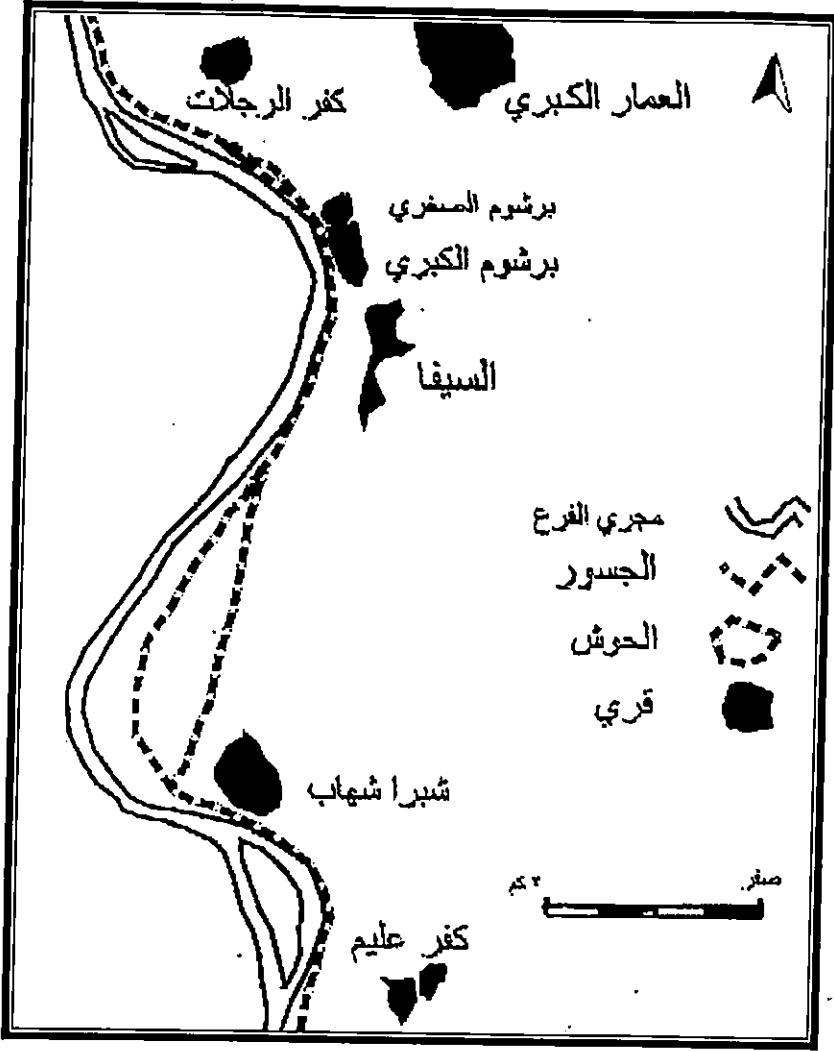 العمار الكبري
كفر الرجلات
برشوم الصغري
برشوم الكبري
السيفا
مجري الفرع
الجسور
الحوش
قري
شبرا شهاب
صفر
٢ كم
كفر عليم